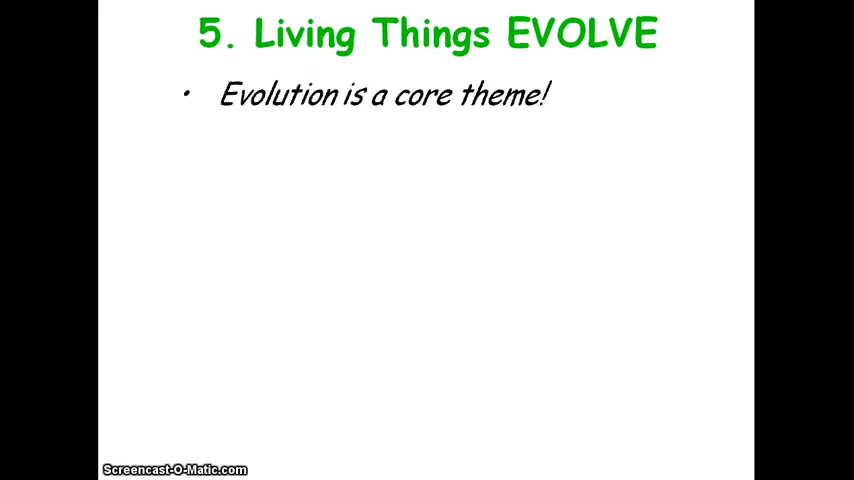 5. Living Things EVOLVE
• Evolution is a core theme!
Screencast-O-Matic.com